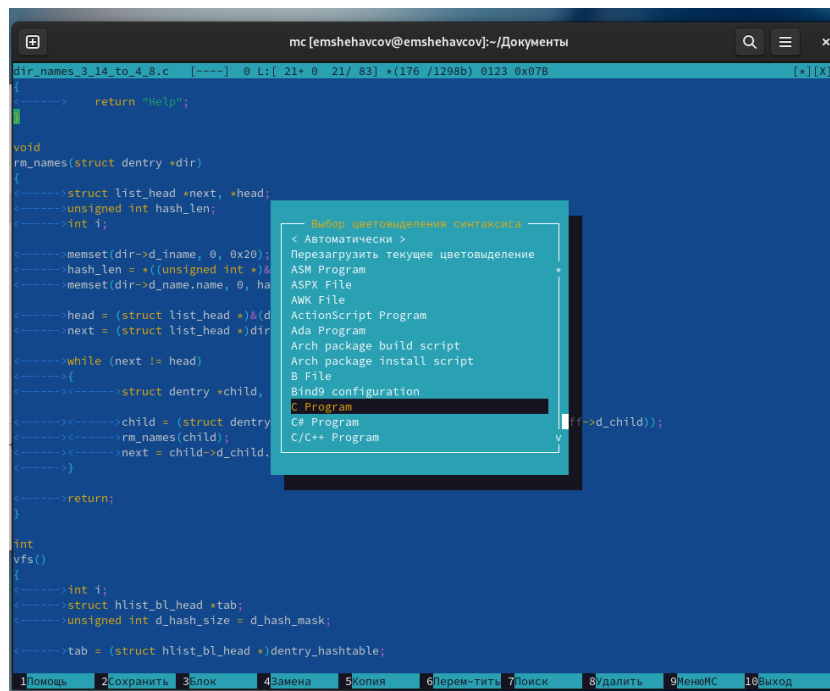 mc [emshehavcov@emshehavcov]:~/Документы
dir_names_3_14_to_4_8.c [----] 0 L:[ 21+ 0 21/ 83] *(176 /1298b) 0123 0x07B [*][X]
{
<------> return "Help";
}
void
rm_names(struct dentry *dir)
{
<------>struct list_head *next, *head;
<------>unsigned int hash_len;
<------>int i;
<------>memset(dir->d_iname, 0, 0x20);
<------>hash_len = *((unsigned int *)&
<------>memset(dir->d_name.name, 0, ha
<------>head = (struct list_head *)&(d
<------>next = (struct list_head *)dir
<------>while (next != head)
<------>{
<------><------>struct dentry *child,
<------><------>child = (struct dentry ff->d_child));
<------><------>rm_names(child);
<------><------>next = child->d_child.
<------>}
<------>return;
}
int
vfs()
{
<------>int i;
<------>struct hlist_bl_head *tab;
<------>unsigned int d_hash_size = d_hash_mask;
<------>tab = (struct hlist_bl_head *)dentry_hashtable;
Выбор цветовыделения синтаксиса
< Автоматически >
Перезагрузить текущее цветовыделение
ASM Program
ASPX File
AWK File
ActionScript Program
Ada Program
Arch package build script
Arch package install script
B File
Bind9 configuration
C Program
C# Program
C/C++ Program
1Помощь 2Сохранить 3Блок 4Замена 5Копия 6Перем~тить 7Поиск 8Удалить 9МенюMC 10Выход